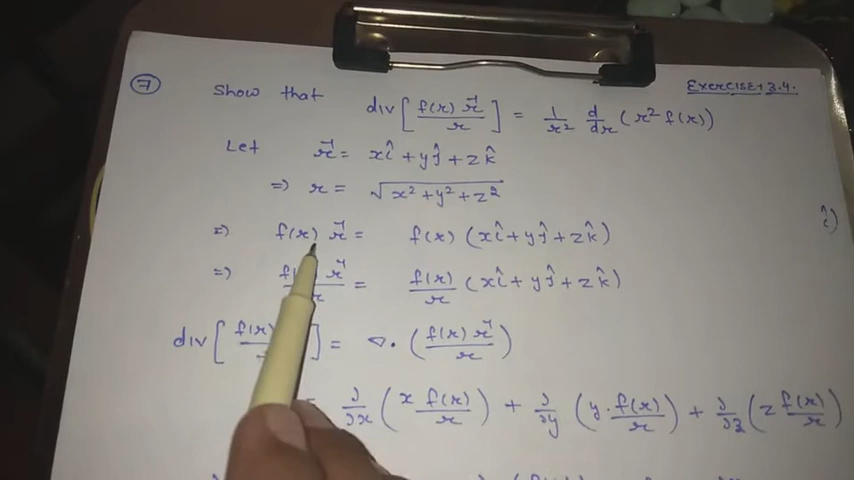 Exercise-3.4.
7 Show that div[f(r) r⃗ / r] = 1/r² d/dr (r² f(r))
Let r⃗ = xî + yĵ + zk̂
=) r = √(x² + y² + z²)
=) f(r) r⃗ = f(r) (xî + yĵ + zk̂)
=) r⃗ = f(r)/r (xî + yĵ + zk̂)
div[f(r) ] = ∇ · (f(r) r⃗ / r)
= ∂/∂x (x f(r)/r) + ∂/∂y (y · f(r)/r) + ∂/∂z (z f(r)/r)